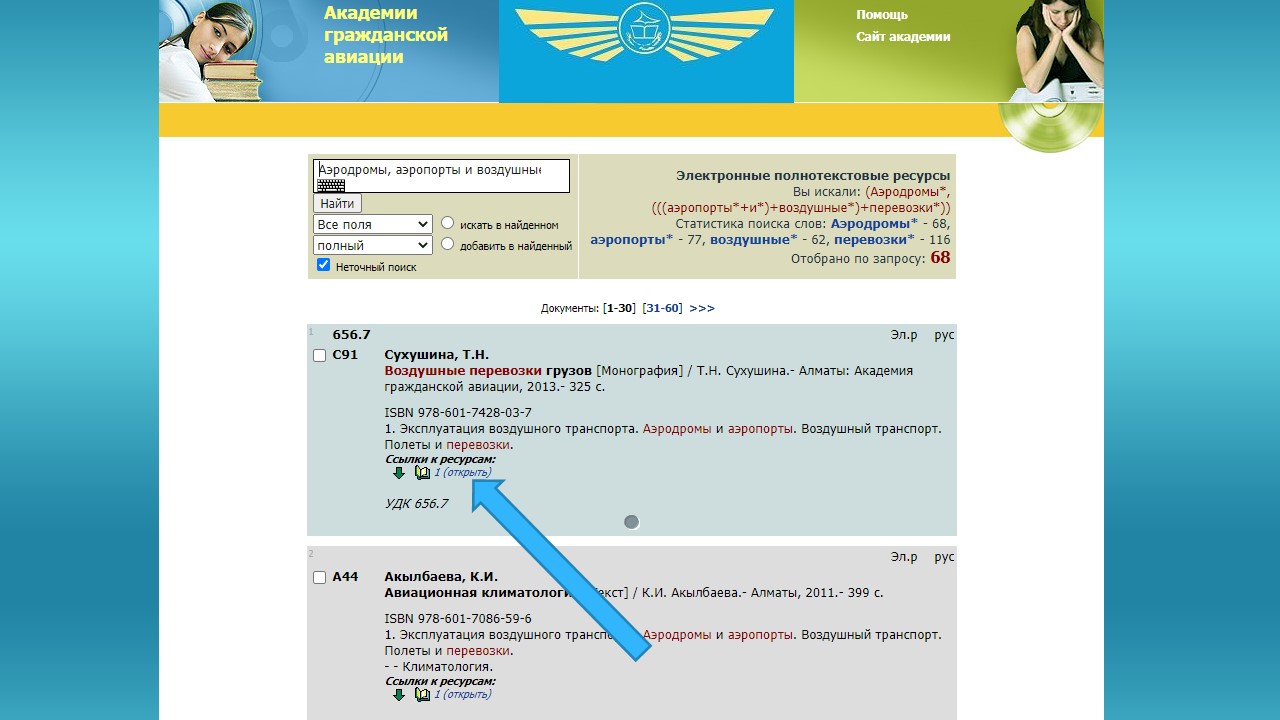 Академии
гражданской
авиации
Помощь
Сайт академии
Аэродромы, аэропорты и воздушные
Найти
Все поля
искать в найденном
полный
добавить в найденный
Неточный поиск
Электронные полнотекстовые ресурсы
Вы искали: (Аэродромы*,
(((аэропорты*+и*)+воздушные*)+перевозки*))
Статистика поиска слов: Аэродромы* - 68,
аэропорты* - 77, воздушные* - 62, перевозки* - 116
Отобрано по запросу: 68
Документы: [1-30] [31-60] >>>
1 656.7 Эл.р рус
С91 Сухушина, Т.Н.
Воздушные перевозки грузов [Монография] / Т.Н. Сухушина.- Алматы: Академия
гражданской авиации, 2013.- 325 с.
ISBN 978-601-7428-03-7
1. Эксплуатация воздушного транспорта. Аэродромы и аэропорты. Воздушный транспорт.
Полеты и перевозки.
Ссылки к ресурсам:
1 (открыть)
УДК 656.7
2 Эл.р рус
А44 Акылбаева, К.И.
Авиационная климатологи / К.И. Акылбаева.- Алматы, 2011.- 399 с.
ISBN 978-601-7086-59-6
1. Эксплуатация воздушного трансп Аэродромы и аэропорты. Воздушный транспорт.
Полеты и перевозки.
- - Климатология.
Ссылки к ресурсам:
1 (открыть)